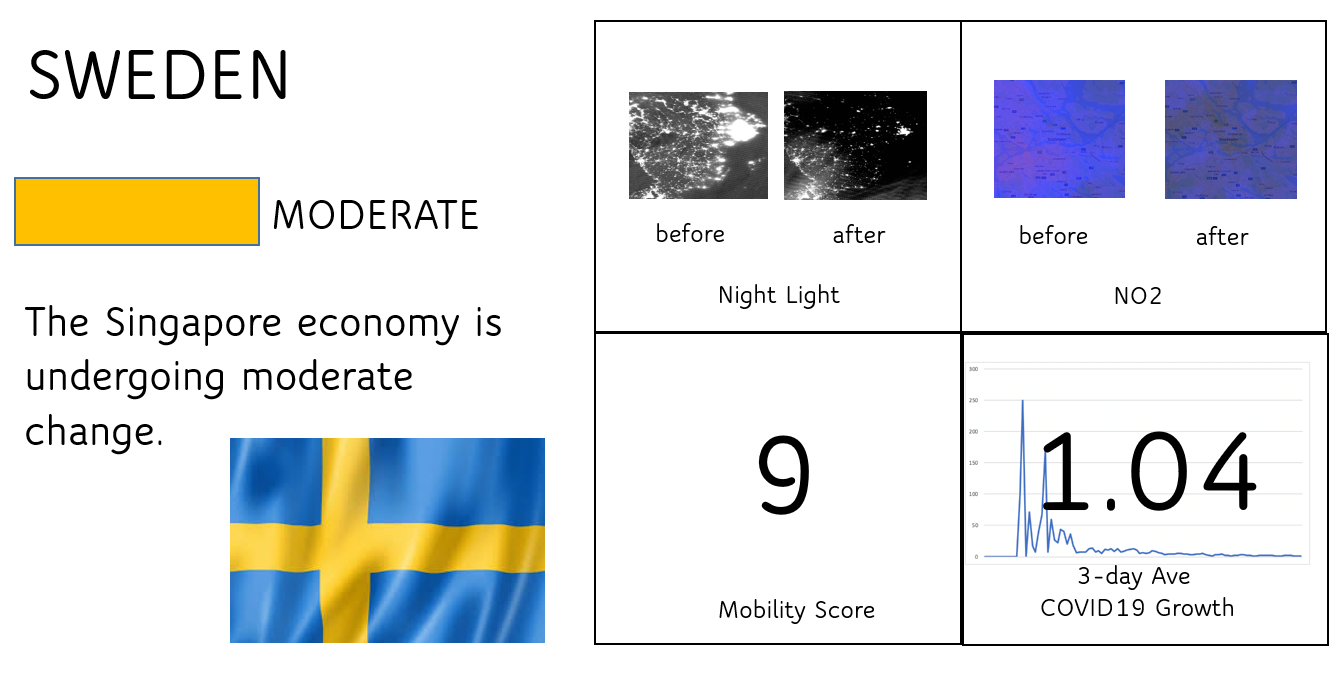 SWEDEN
MODERATE
The Singapore economy is
undergoing moderate
change.
before
after
Night Light
before
after
NO2
9
Mobility Score
300
250
200
150
100
50
0
1.04
3-day Ave
COVID19 Growth